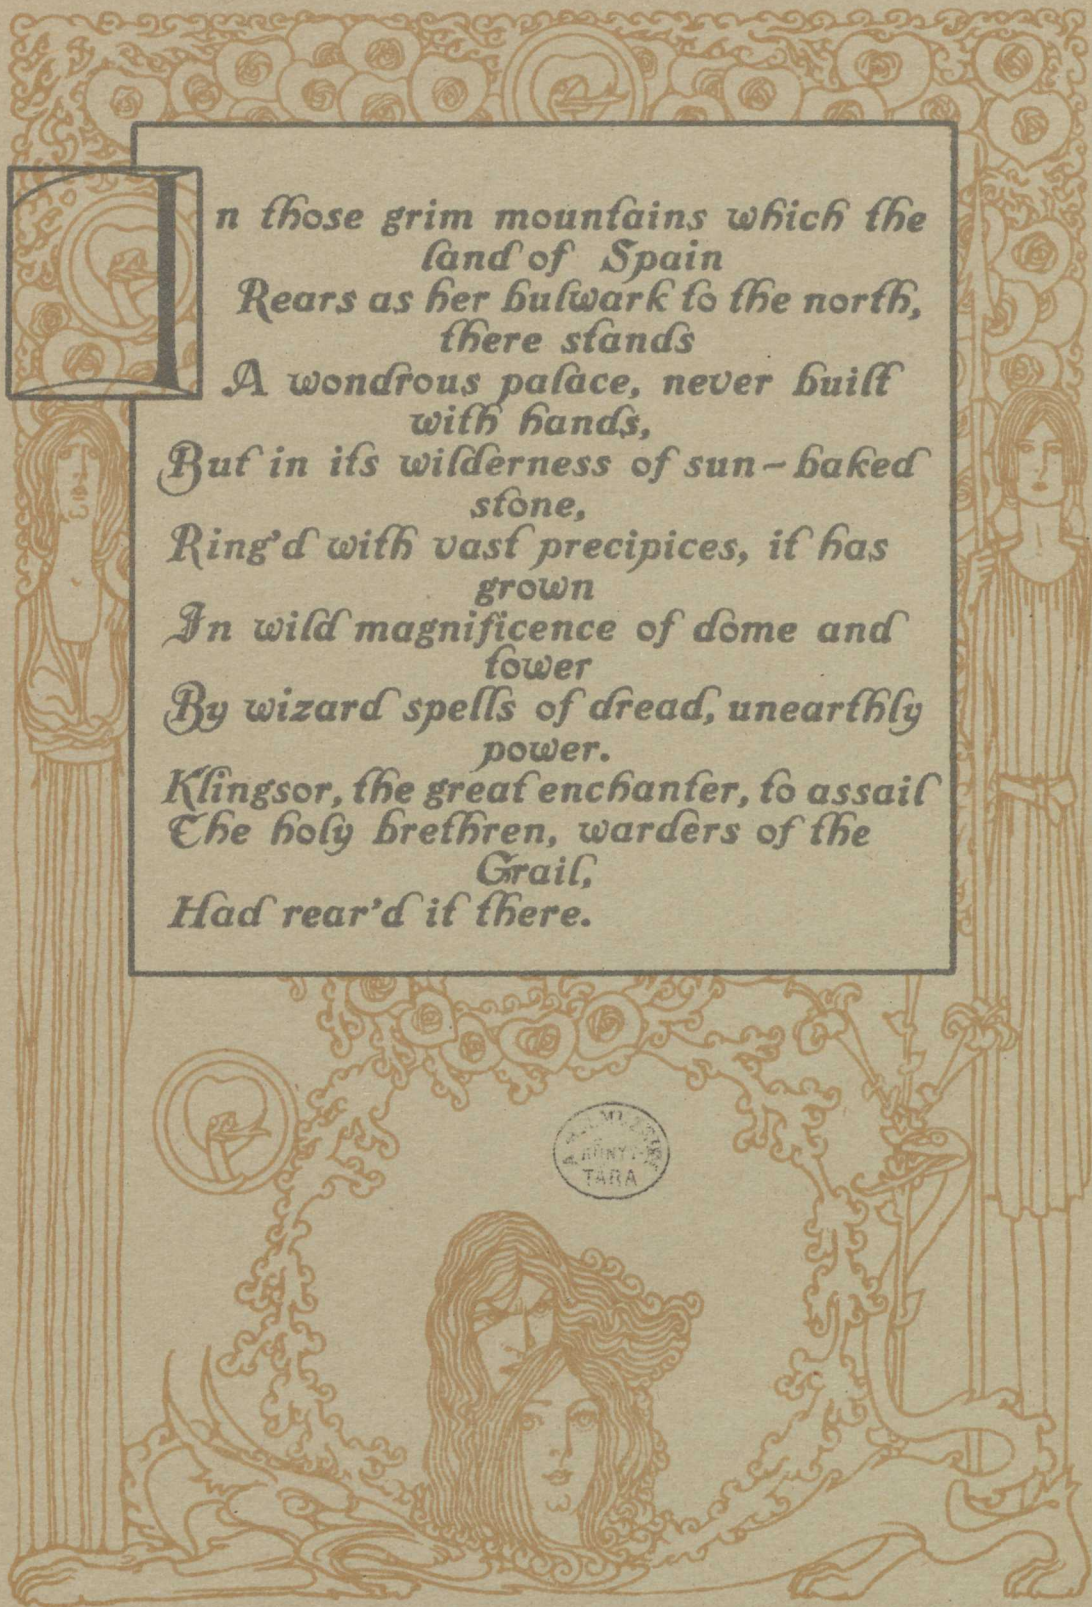 In those grim mountains which the
land of Spain
Rears as her bulwark to the north,
there stands
A wondrous palace, never built
with hands,
But in its wilderness of sun-baked
stone,
Ring'd with vast precipices, it has
grown
In wild magnificence of dome and
tower
By wizard spells of dread, unearthly
power.
Klingsor, the great enchanter, to assail
The holy brethren, warders of the
Grail,
Had rear'd it there.
TÁRA